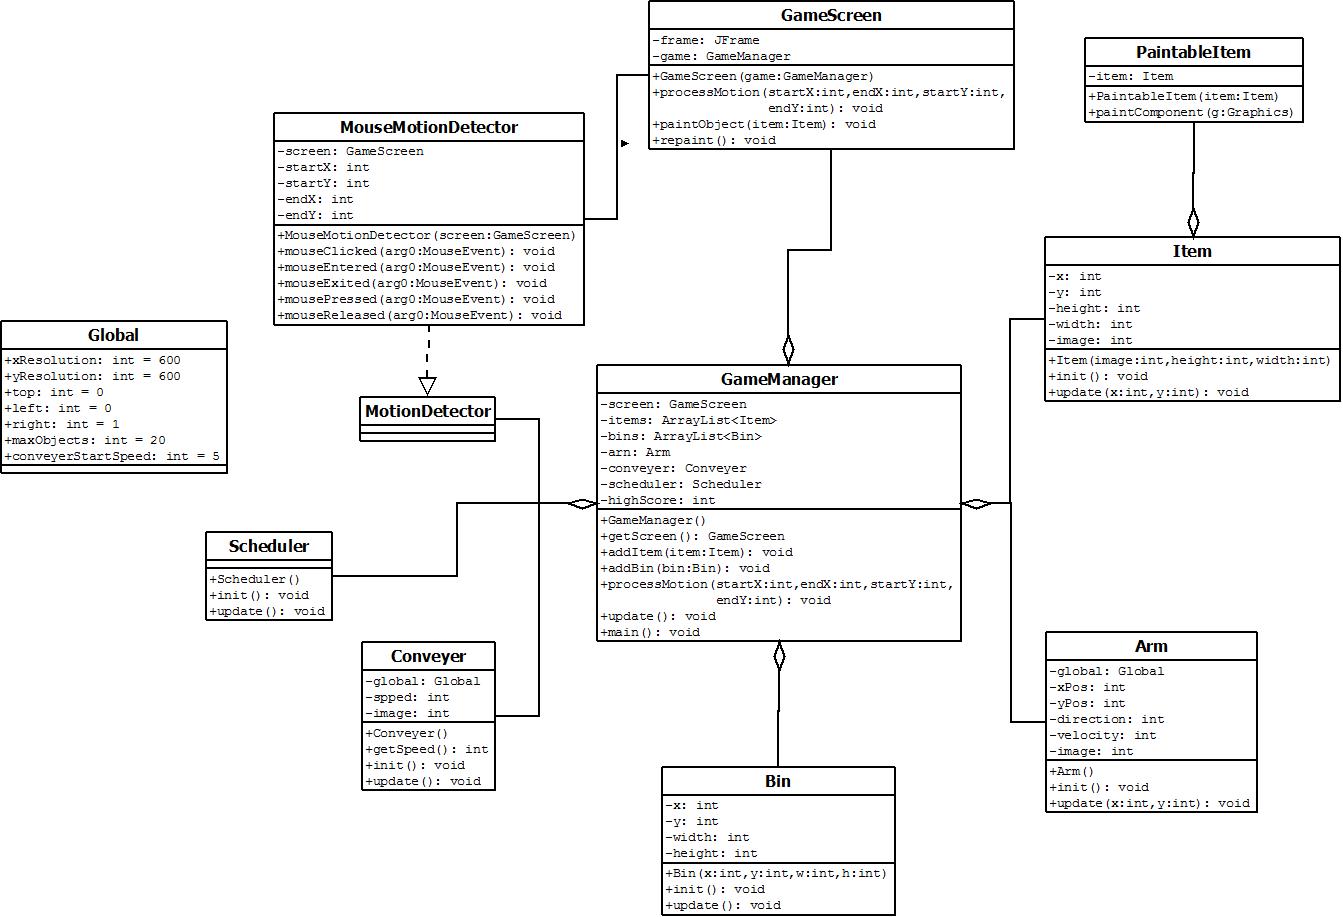 GameScreen
-frame: JFrame
-game: GameManager
+GameScreen(game:GameManager)
+processMotion(startX:int,endX:int,startY:int,
endY:int): void
+paintObject(item:Item): void
+repaint(): void
PaintableItem
-item: Item
+PaintableItem(item:Item)
+paintComponent(g:Graphics)
MouseMotionDetector
-screen: GameScreen
-startX: int
-startY: int
-endX: int
-endY: int
+MouseMotionDetector(screen:GameScreen)
+mouseClicked(arg0:MouseEvent): void
+mouseEntered(arg0:MouseEvent): void
+mouseExited(arg0:MouseEvent): void
+mousePressed(arg0:MouseEvent): void
+mouseReleased(arg0:MouseEvent): void
Item
-x: int
-y: int
-height: int
-width: int
-image: int
+Item(image:int,height:int,width:int)
+init(): void
+update(x:int,y:int): void
Global
+xResolution: int = 600
+yResolution: int = 600
+top: int = 0
+left: int = 0
+right: int = 1
+maxObjects: int = 20
+conveyerStartSpeed: int = 5
MotionDetector
GameManager
-screen: GameScreen
-items: ArrayList<Item>
-bins: ArrayList<Bin>
-arn: Arm
-conveyer: Conveyer
-scheduler: Scheduler
-highScore: int
+GameManager()
+getScreen(): GameScreen
+addItem(item:Item): void
+addBin(bin:Bin): void
+processMotion(startX:int,endX:int,startY:int,
endY:int): void
+update(): void
+main(): void
Scheduler
+Scheduler()
+init(): void
+update(): void
Conveyer
-global: Global
-spped: int
-image: int
+Conveyer()
+getSpeed(): int
+init(): void
+update(): void
Arm
-global: Global
-xPos: int
-yPos: int
-direction: int
-velocity: int
-image: int
+Arm()
+init(): void
+update(x:int,y:int): void
Bin
-x: int
-y: int
-width: int
-height: int
+Bin(x:int,y:int,w:int,h:int)
+init(): void
+update(): void